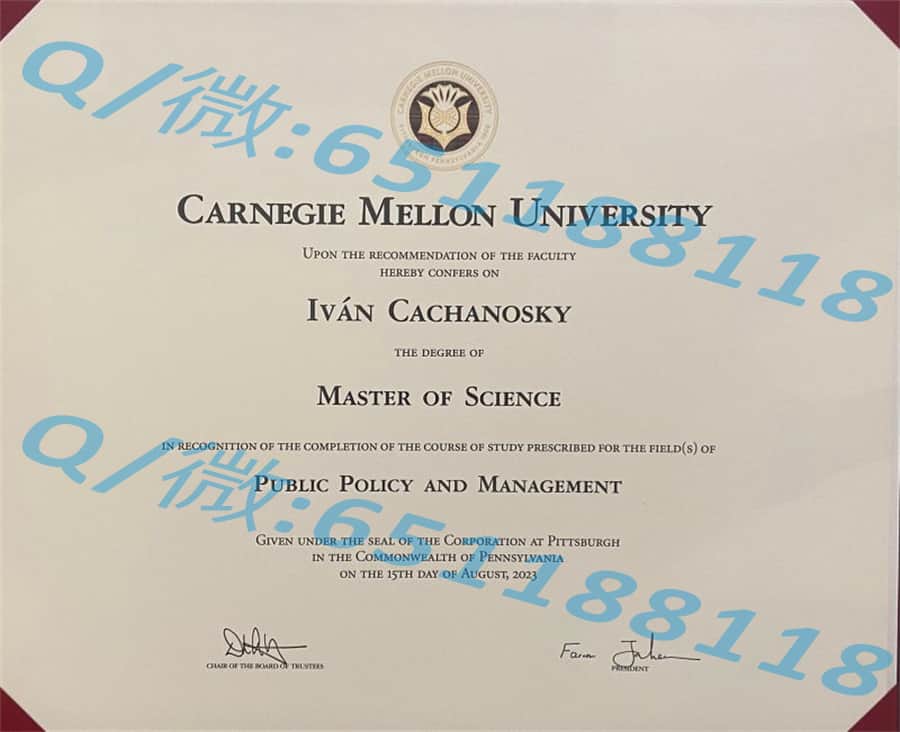 CARNEGIE MELLON UNIVERSITY
Q/微:651188118
CARNEGIE MELLON UNIVERSITY
UPON THE RECOMMENDATION OF THE FACULTY
HEREBY CONFERS ON
IVÁN CACHANOSKY
THE DEGREE OF
MASTER OF SCIENCE
IN RECOGNITION OF THE COMPLETION OF THE COURSE OF STUDY PRESCRIBED FOR THE FIELD(S) OF
Q/微:651188118
PUBLIC POLICY AND MANAGEMENT
GIVEN UNDER THE SEAL OF THE CORPORATION AT PITTSBURGH
IN THE COMMONWEALTH OF PENNSYLVANIA
ON THE 15TH DAY OF AUGUST, 2023
CHAIR OF THE BOARD OF TRUSTEES
PRESIDENT